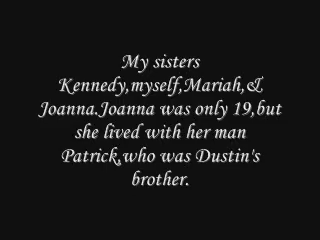 My sisters
Kennedy,myself,Mariah,&
Joanna.Joanna was only 19,but
she lived with her man
Patrick,who was Dustin's
brother.